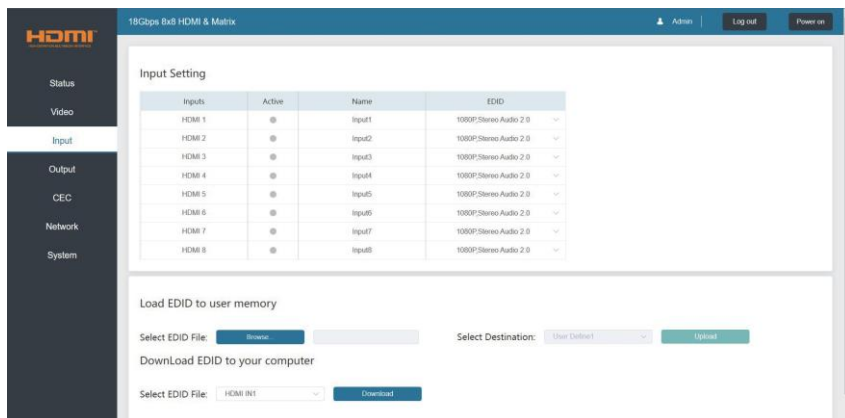 HDMI
18Gbps 8x8 HDMI & Matrix
Admin
Log out
Power on
Status
Video
Input
Output
CEC
Network
System
Input Setting
Inputs Active Name EDID
HDMI 1 Input1 1080P,Stereo Audio 2.0
HDMI 2 Input2 1080P,Stereo Audio 2.0
HDMI 3 Input3 1080P,Stereo Audio 2.0
HDMI 4 Input4 1080P,Stereo Audio 2.0
HDMI 5 Input5 1080P,Stereo Audio 2.0
HDMI 6 Input6 1080P,Stereo Audio 2.0
HDMI 7 Input7 1080P,Stereo Audio 2.0
HDMI 8 Input8 1080P,Stereo Audio 2.0
Load EDID to user memory
Select EDID File: Browse... Select Destination: User Define1 Upload
DownLoad EDID to your computer
Select EDID File: HDMI IN1 Download